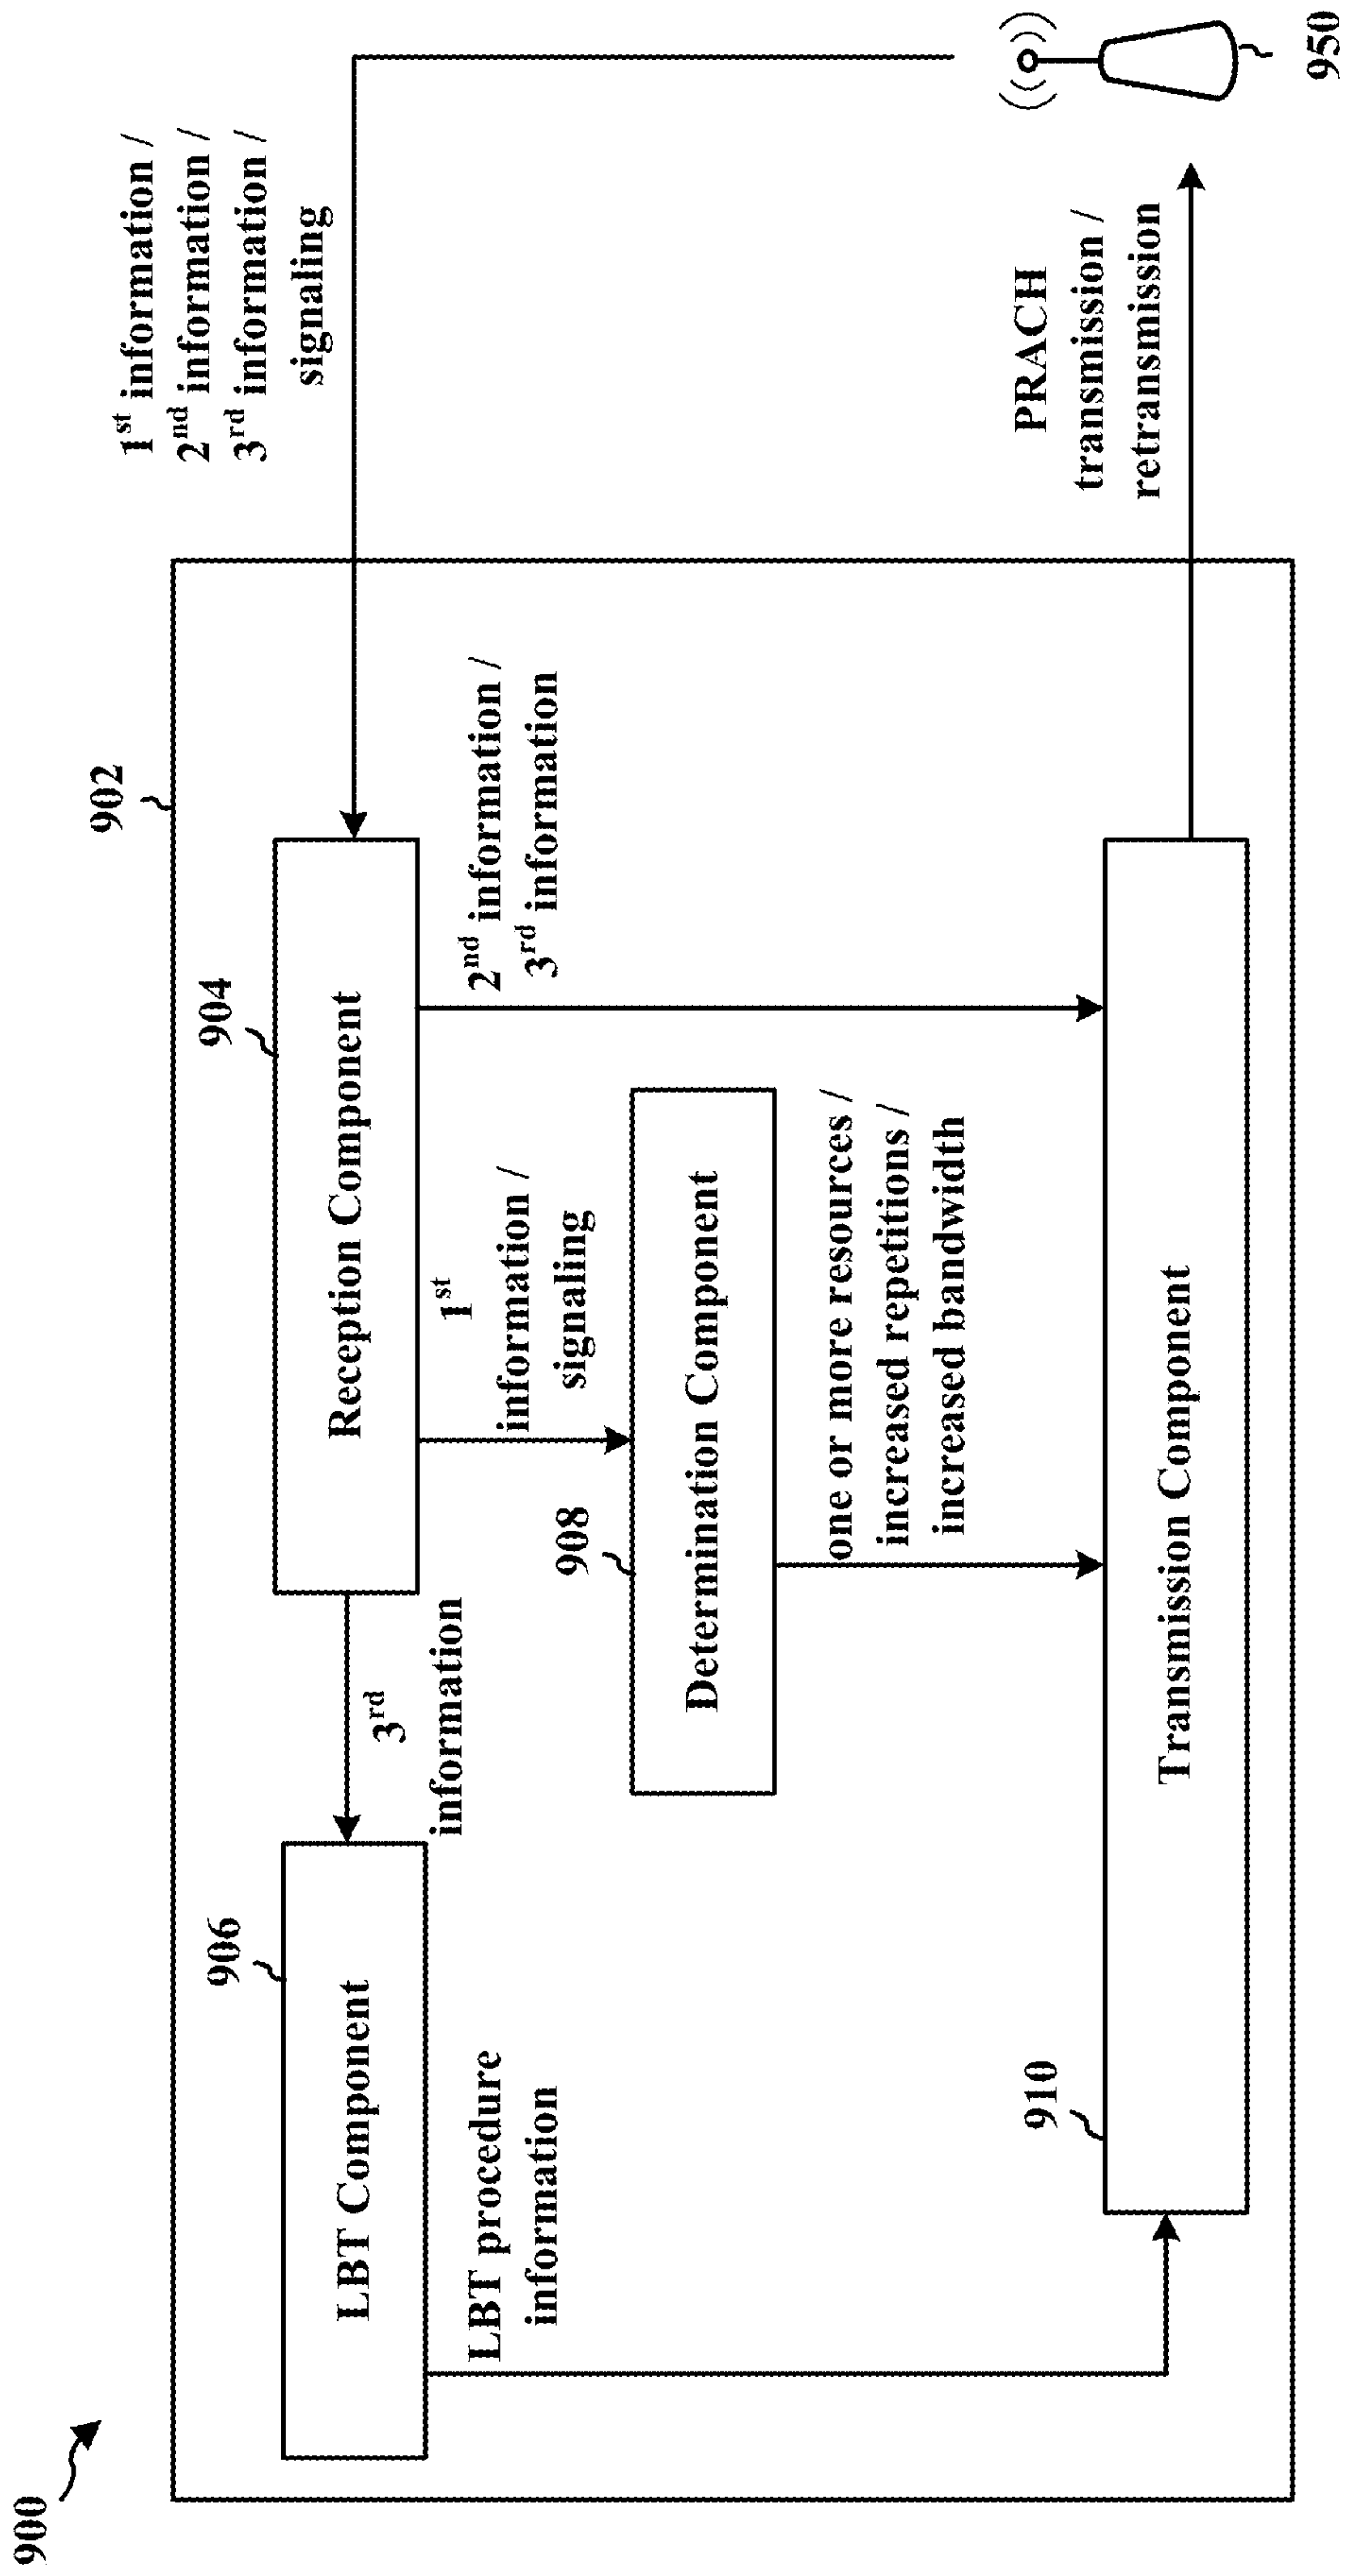 900
902
906
LBT Component
3rd
information
904
Reception Component
1st information /
2nd information /
3rd information /
signaling
LBT procedure
information
1st
information /
signaling
2nd information /
3rd information
908
Determination Component
one or more resources /
increased repetitions /
increased bandwidth
910
Transmission Component
PRACH
transmission /
retransmission
950